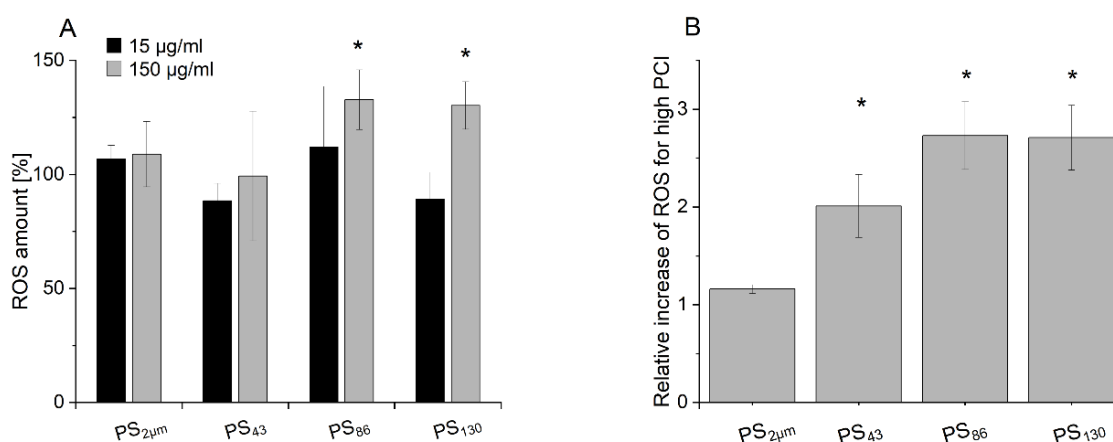 A
15 µg/ml
150 µg/ml
* *
150
100
50
0
ROS amount [%]
PS2µm PS43 PS86 PS130
B
* * *
3
2
1
0
Relative increase of ROS for high PCI
PS2µm PS43 PS86 PS130